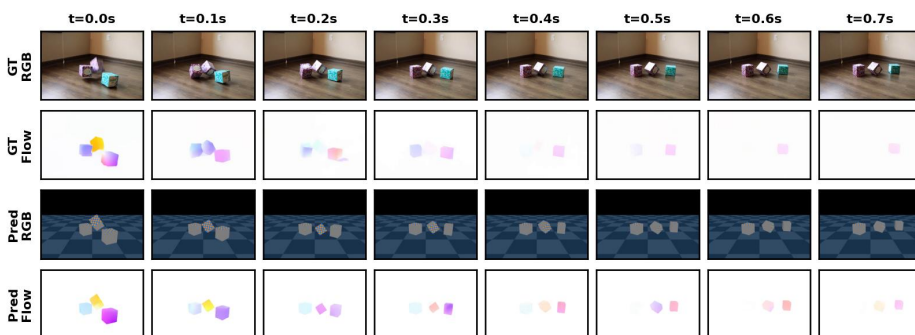 t=0.0s t=0.1s t=0.2s t=0.3s t=0.4s t=0.5s t=0.6s t=0.7s
GT
RGB
GT
Flow
Pred
RGB
Pred
Flow